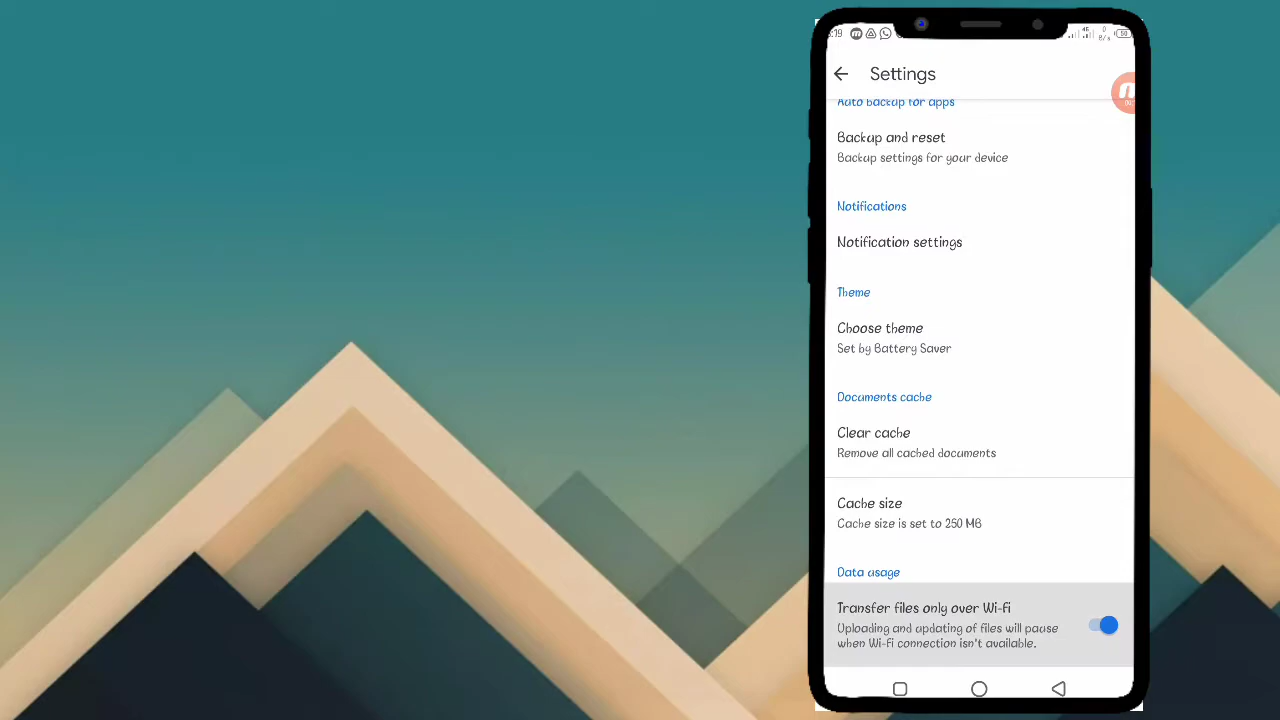 :19
Settings
Auto backup for apps
Backup and reset
Backup settings for your device
Notifications
Notification settings
Theme
Choose theme
Set by Battery Saver
Documents cache
Clear cache
Remove all cached documents
Cache size
Cache size is set to 250 MB
Data usage
Transfer files only over Wi-Fi
Uploading and updating of files will pause
when Wi-Fi connection isn't available.